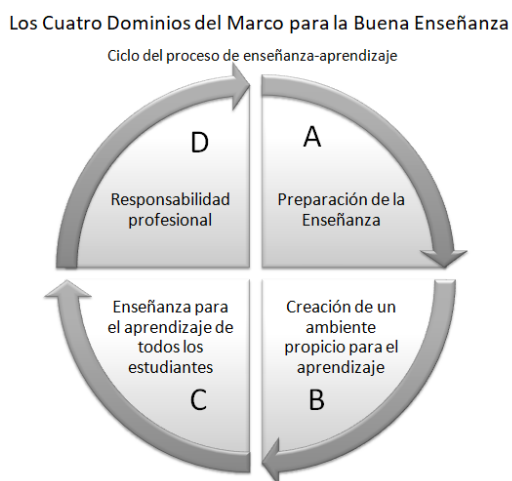 Los Cuatro Dominios del Marco para la Buena Enseñanza
Ciclo del proceso de enseñanza-aprendizaje
D
Responsabilidad
profesional
A
Preparación de la
Enseñanza
Enseñanza para
el aprendizaje de
todos los
estudiantes
C
Creación de un
ambiente
propicio para el
aprendizaje
B